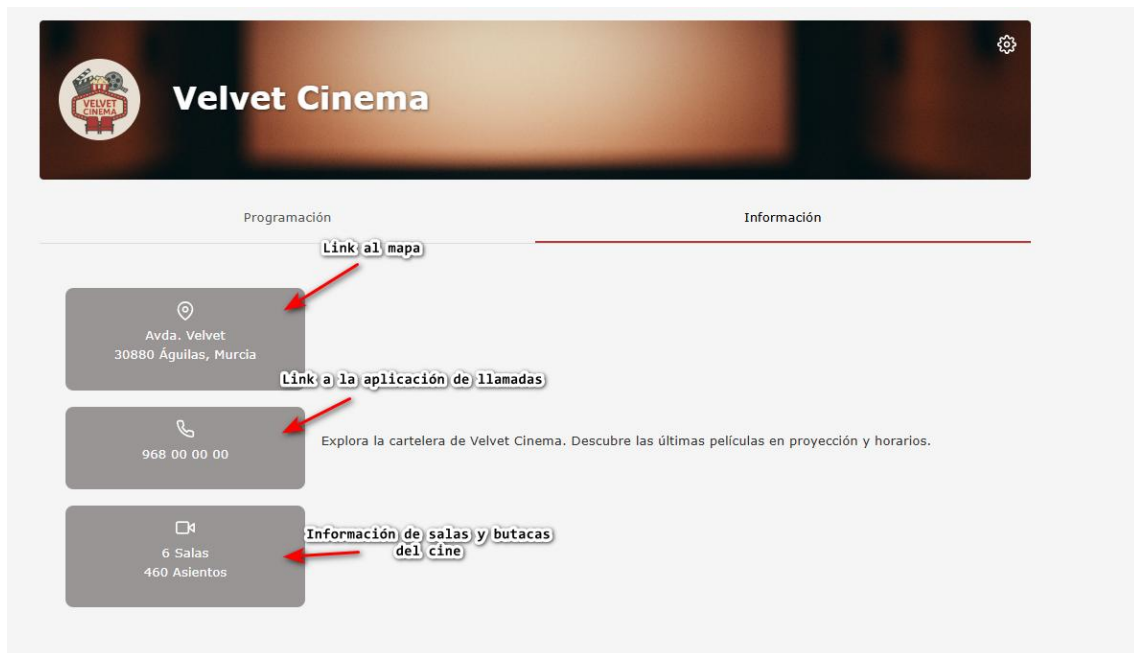 VELVET
CINEMA
Velvet Cinema
Programación
Información
Link al mapa
Avda. Velvet
30880 Águilas, Murcia
Link a la aplicación de llamadas
968 00 00 00
Explora la cartelera de Velvet Cinema. Descubre las últimas películas en proyección y horarios.
Información de salas y butacas
del cine
6 Salas
460 Asientos